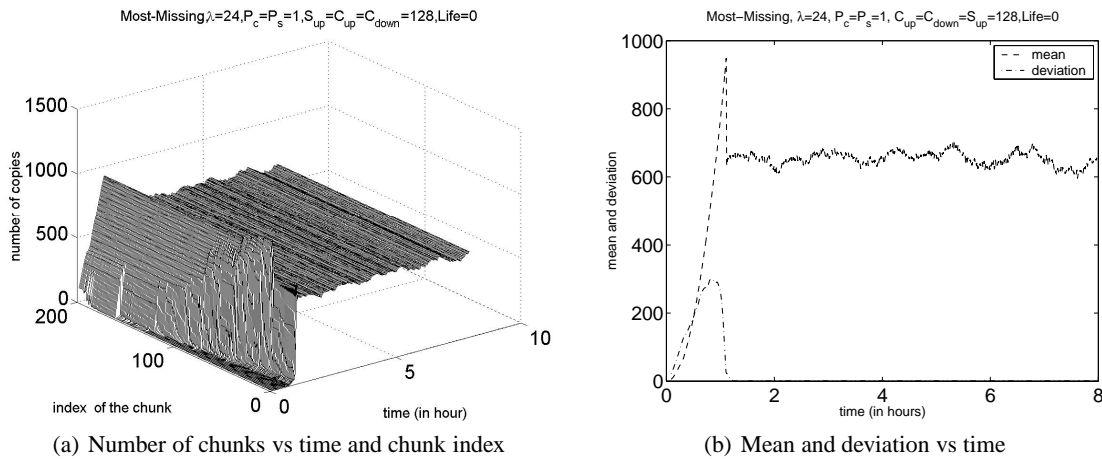 Most-Missing,λ=24,P_c=P_s=1,S_up=C_up=C_down=128,Life=0
1500
1000
500
0
number of copies
200
100
0
index of the chunk
0
5
10
time (in hour)
(a) Number of chunks vs time and chunk index
Most−Missing, λ=24, P_c=P_s=1, C_up=C_down=S_up=128,Life=0
1000
800
600
400
200
0
mean and deviation
mean
deviation
0
2
4
6
8
time (in hours)
(b) Mean and deviation vs time